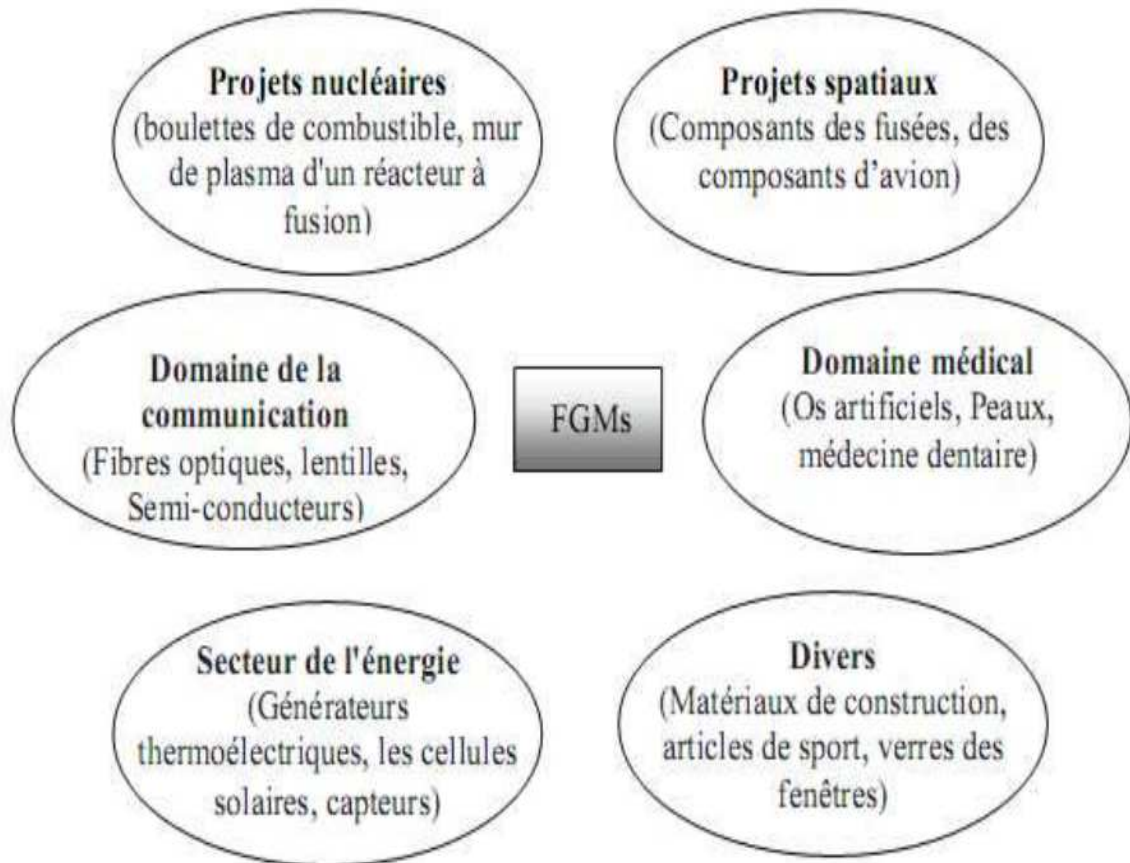 Projets nucléaires
(boulettes de combustible, mur
de plasma d'un réacteur à
fusion)
Projets spatiaux
(Composants des fusées, des
composants d’avion)
Domaine de la
communication
(Fibres optiques, lentilles,
Semi-conducteurs)
FGMs
Domaine médical
(Os artificiels, Peaux,
médecine dentaire)
Secteur de l'énergie
(Générateurs
thermoélectriques, les cellules
solaires, capteurs)
Divers
(Matériaux de construction,
articles de sport, verres des
fenêtres)